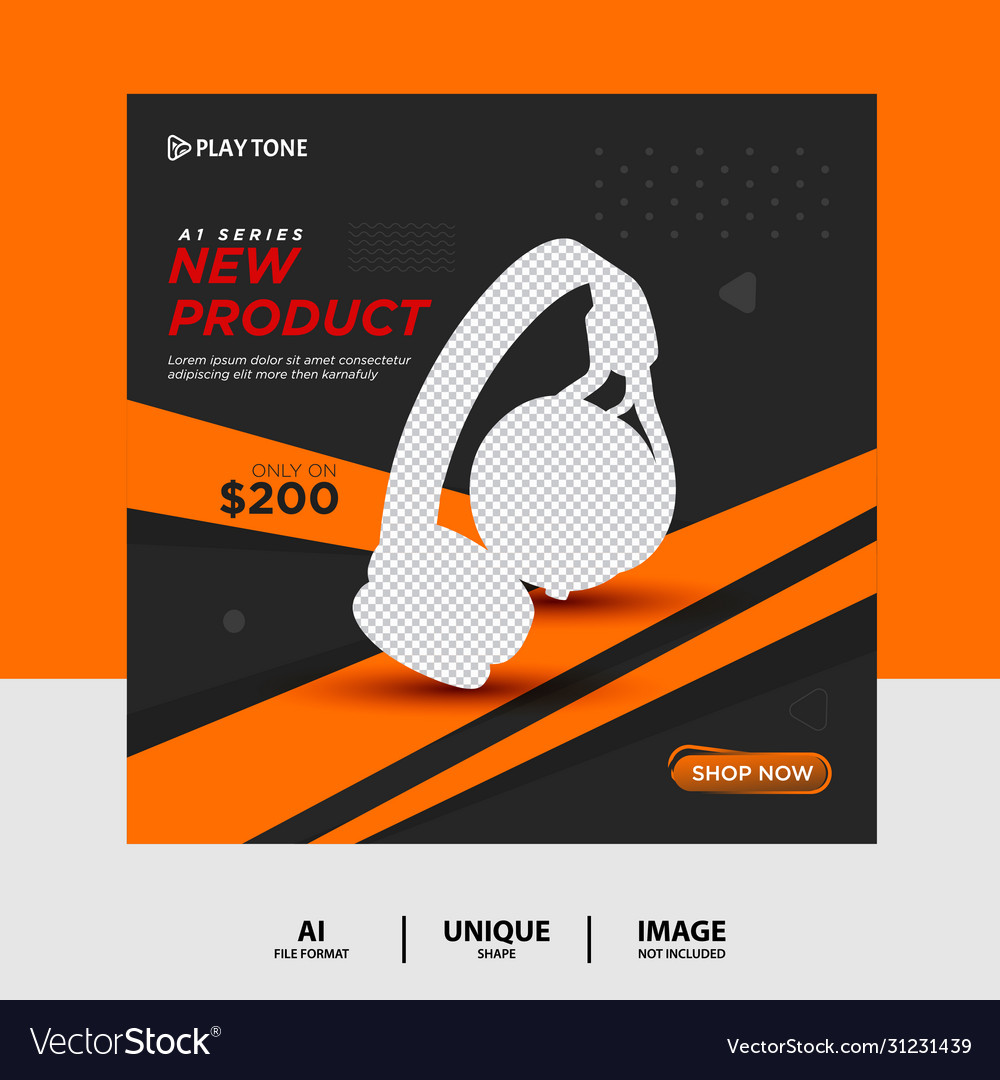 PLAY TONE
A1 SERIES
NEW
PRODUCT
Lorem ipsum dolor sit amet consectetur
adipiscing elit more then karnafuly
ONLY ON
$200
SHOP NOW
AI
FILE FORMAT
UNIQUE
SHAPE
IMAGE
NOT INCLUDED
VectorStock®
VectorStock.com/31231439